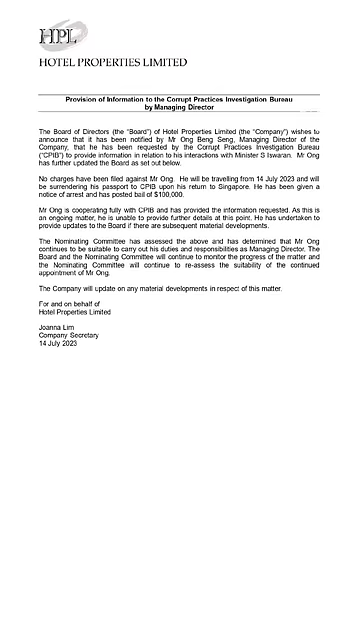 HPL
HOTEL PROPERTIES LIMITED
Provision of Information to the Corrupt Practices Investigation Bureau
by Managing Director
The Board of Directors (the "Board") of Hotel Properties Limited (the "Company") wishes to
announce that it has been notified by Mr Ong Beng Seng, Managing Director of the
Company, that he has been requested by the Corrupt Practices Investigation Bureau
("CPIB") to provide information in relation to his interactions with Minister S Iswaran. Mr Ong
has further updated the Board as set out below.
No charges have been filed against Mr Ong. He will be travelling from 14 July 2023 and will
be surrendering his passport to CPIB upon his return to Singapore. He has been given a
notice of arrest and has posted bail of $100,000.
Mr Ong is cooperating fully with CPIB and has provided the information requested. As this is
an ongoing matter, he is unable to provide further details at this point. He has undertaken to
provide updates to the Board if there are subsequent material developments.
The Nominating Committee has assessed the above and has determined that Mr Ong
continues to be suitable to carry out his duties and responsibilities as Managing Director. The
Board and the Nominating Committee will continue to monitor the progress of the matter and
the Nominating Committee will continue to re-assess the suitability of the continued
appointment of Mr Ong.
The Company will update on any material developments in respect of this matter.
For and on behalf of
Hotel Properties Limited
Joanna Lim
Company Secretary
14 July 2023